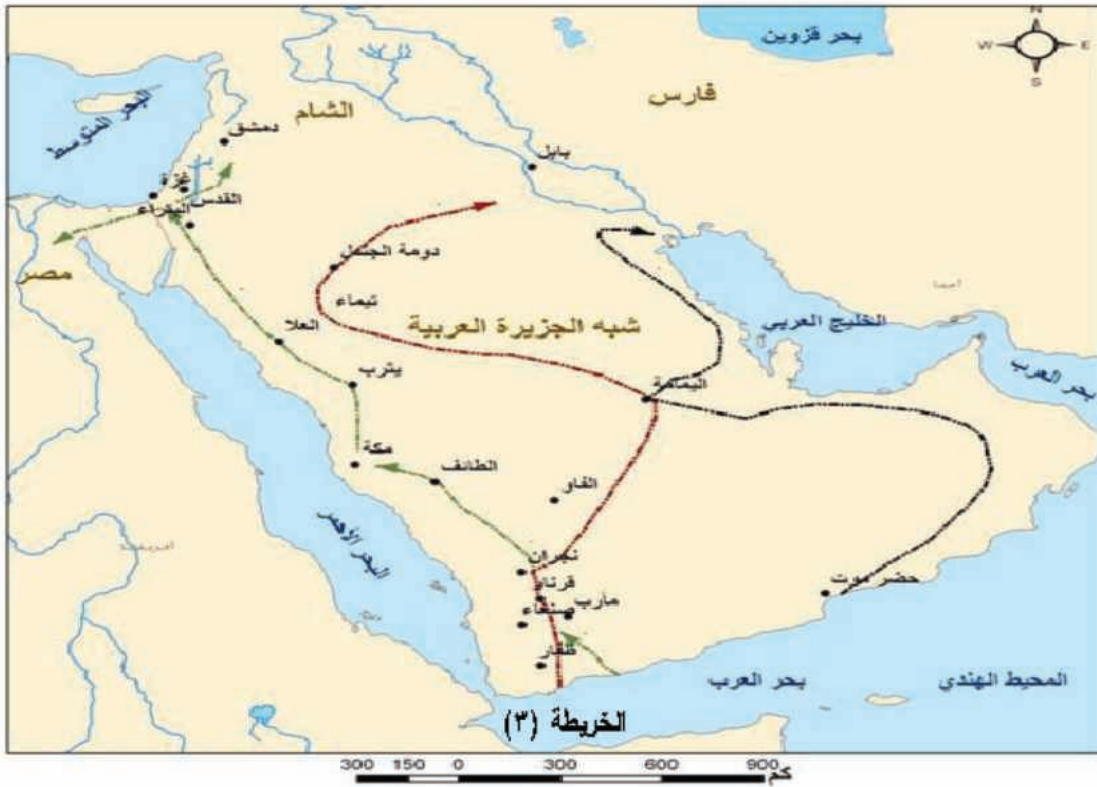 N
W E
S
بحر قزوين
فارس
البحر المتوسط
الشام
دمشق
بابل
غزة
القدس
البتراء
مصر
دومة الجندل
تيماء
العلا
شبه الجزيرة العربية
الخليج العربي
بحر العرب
يثرب
اليمامة
مكة
الطائف
الفاو
البحر الأحمر
نجران
قرناو
مأرب
صنعاء
ظفار
حضر موت
بحر العرب
المحيط الهندي
الخريطة (٣)
300 150 0 300 600 900
كم